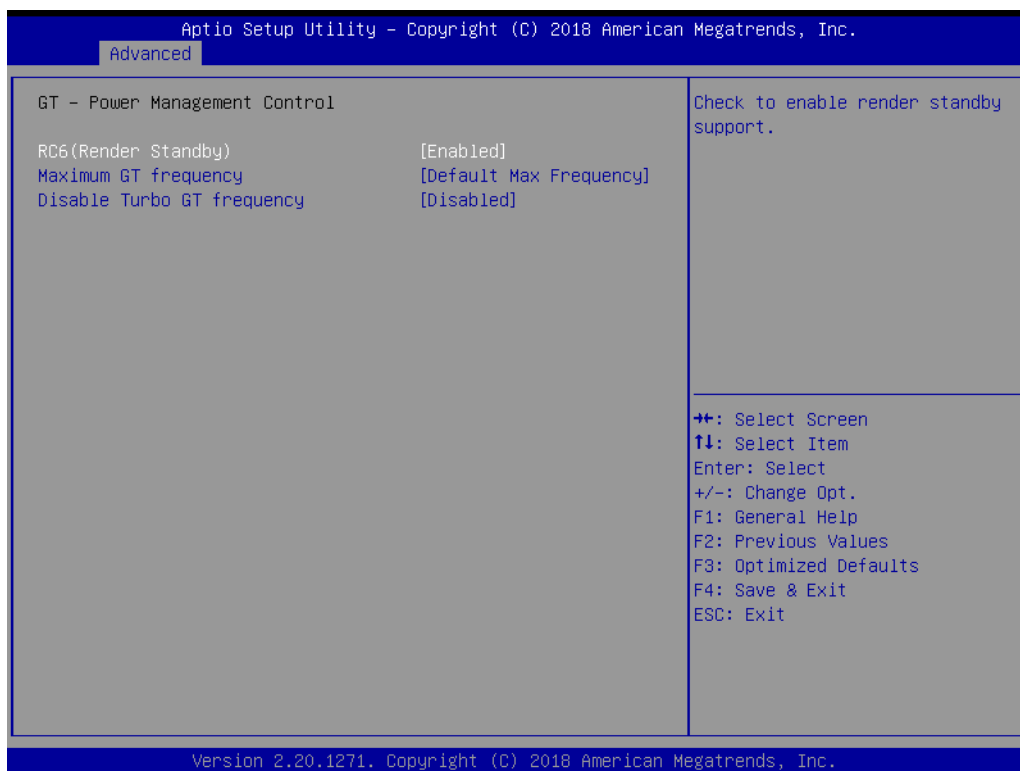 Aptio Setup Utility – Copyright (C) 2018 American Megatrends, Inc.
Advanced
GT – Power Management Control
RC6(Render Standby) [Enabled]
Maximum GT frequency [Default Max Frequency]
Disable Turbo GT frequency [Disabled]
Check to enable render standby
support.
→←: Select Screen
↑↓: Select Item
Enter: Select
+/-: Change Opt.
F1: General Help
F2: Previous Values
F3: Optimized Defaults
F4: Save & Exit
ESC: Exit
Version 2.20.1271. Copyright (C) 2018 American Megatrends, Inc.